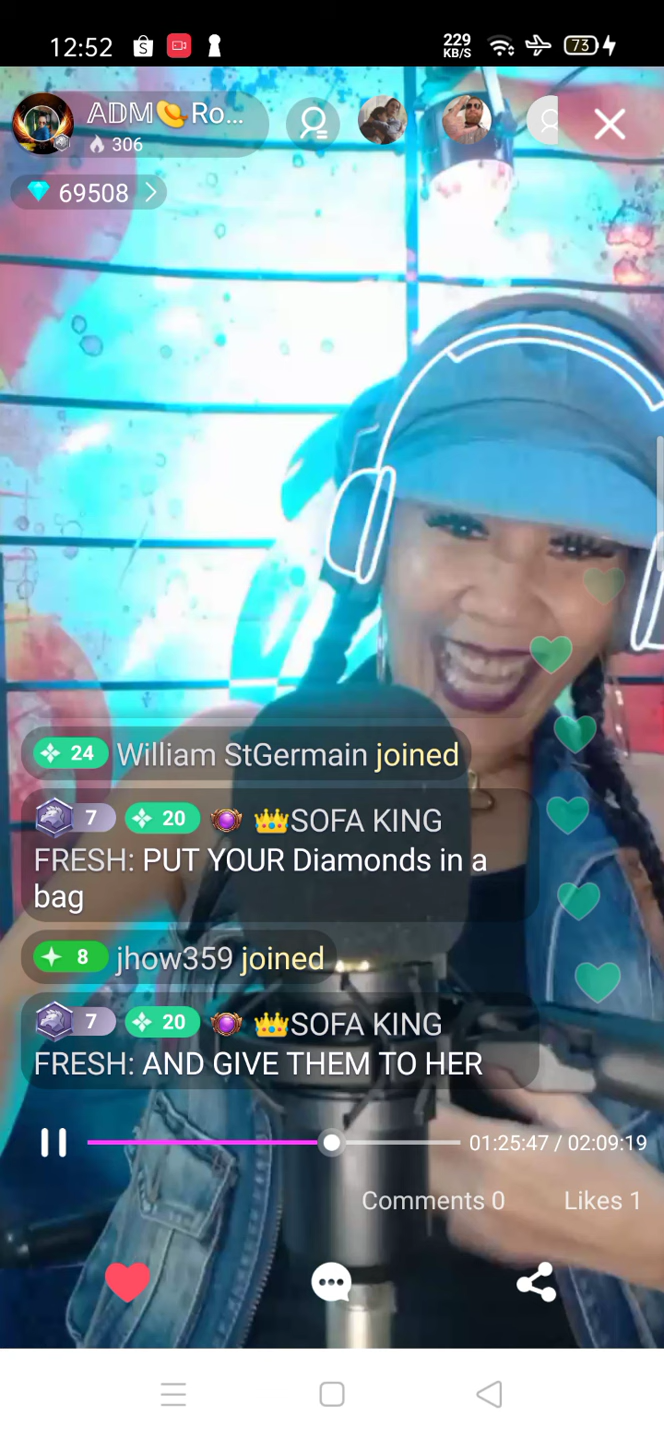 12:52
229 KB/S
73
𝔸𝔻𝕄👒Ro...
306
69508
24 William StGermain joined
7 20 👑SOFA KING
FRESH: PUT YOUR Diamonds in a
bag
8 jhow359 joined
7 20 👑SOFA KING
FRESH: AND GIVE THEM TO HER
01:25:47 / 02:09:19
Comments 0 Likes 1